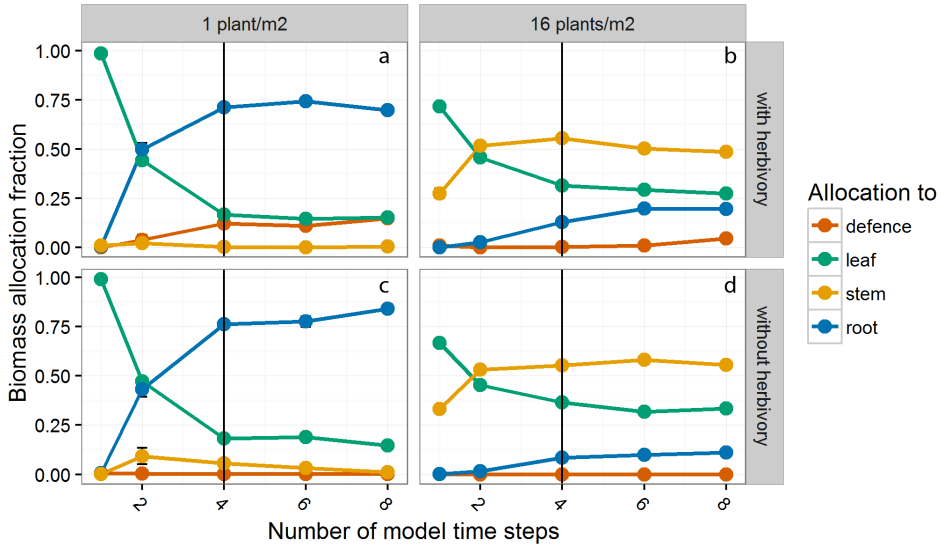 1 plant/m2
16 plants/m2
Biomass allocation fraction
1.00
0.75
0.50
0.25
0.00
a
b
with herbivory
1.00
0.75
0.50
0.25
0.00
c
d
without herbivory
2
4
6
8
2
4
6
8
Number of model time steps
Allocation to
defence
leaf
stem
root